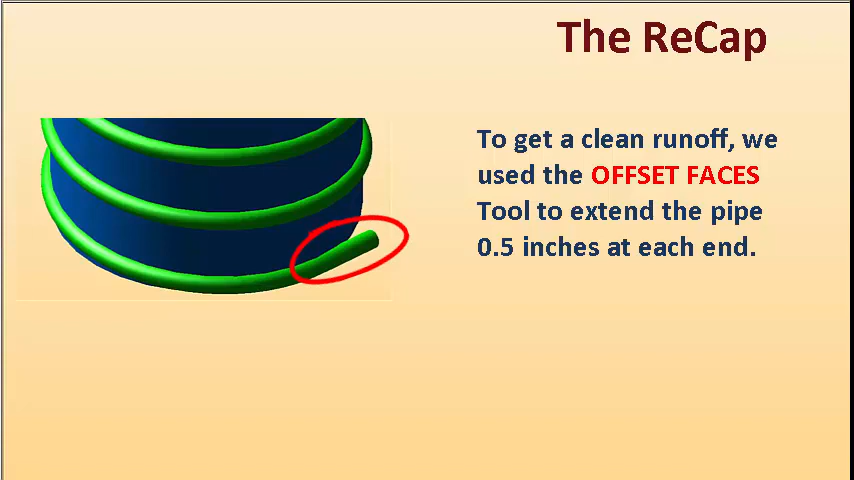 The ReCap
To get a clean runoff, we
used the OFFSET FACES
Tool to extend the pipe
0.5 inches at each end.